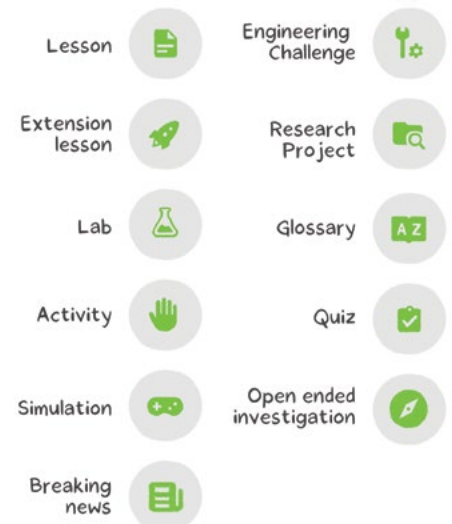 Lesson
Extension
lesson
Lab
Activity
Simulation
Breaking
news
Engineering
Challenge
Research
Project
Glossary
A Z
Quiz
Open ended
investigation